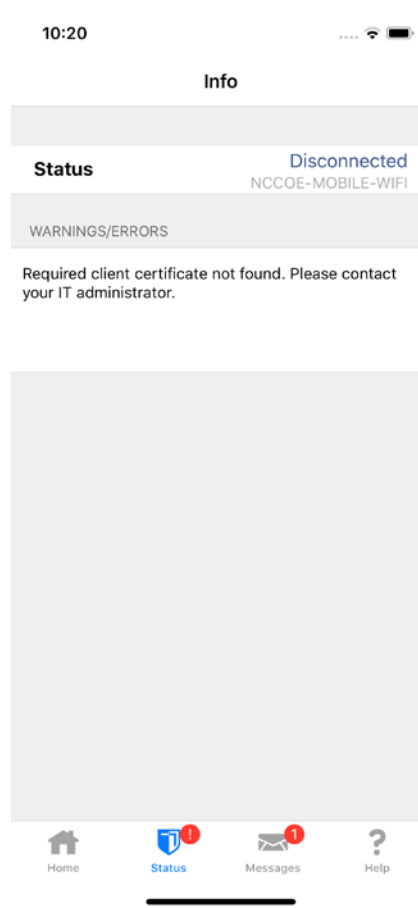 10:20
Info
Status
Disconnected
NCCOE-MOBILE-WIFI
WARNINGS/ERRORS
Required client certificate not found. Please contact
your IT administrator.
!
1
Home
Status
Messages
Help